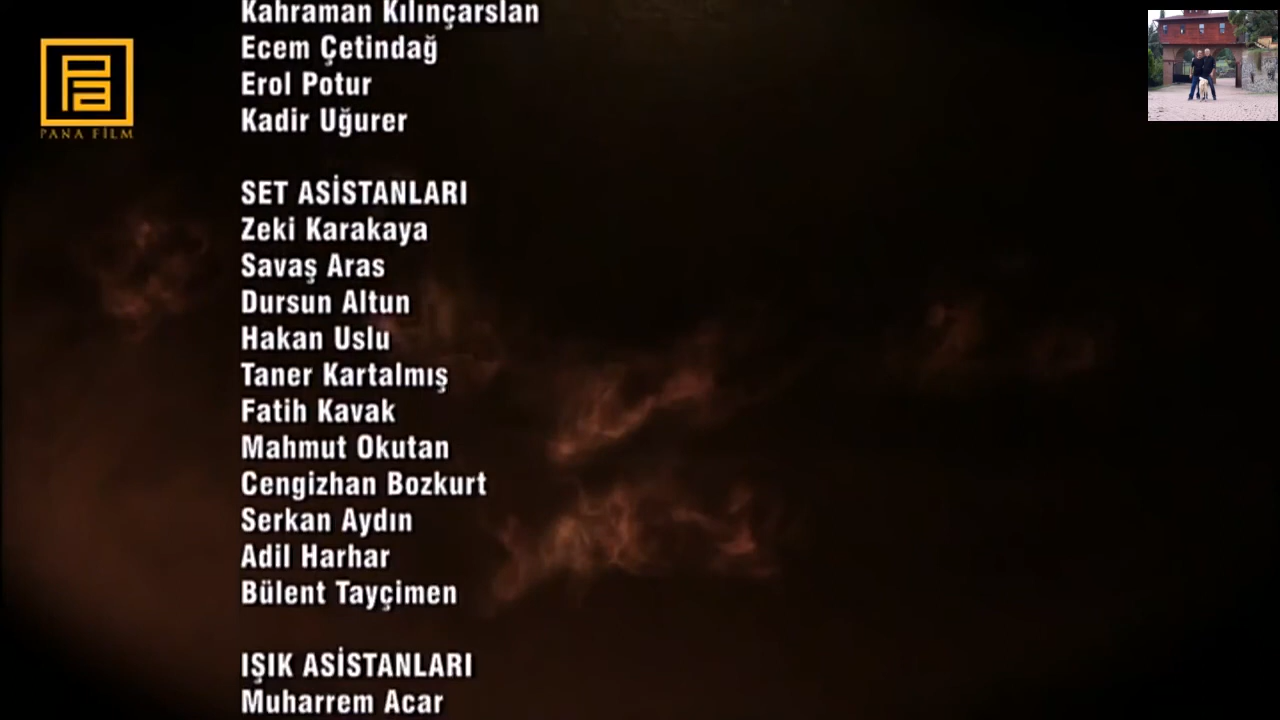 Kahraman Kılınçarslan
Ecem Çetindağ
Erol Potur
Kadir Uğurer
PANA FİLM
SET ASİSTANLARI
Zeki Karakaya
Savaş Aras
Dursun Altun
Hakan Uslu
Taner Kartalmış
Fatih Kavak
Mahmut Okutan
Cengizhan Bozkurt
Serkan Aydın
Adil Harhar
Bülent Tayçimen
IŞIK ASİSTANLARI
Muharrem Acar